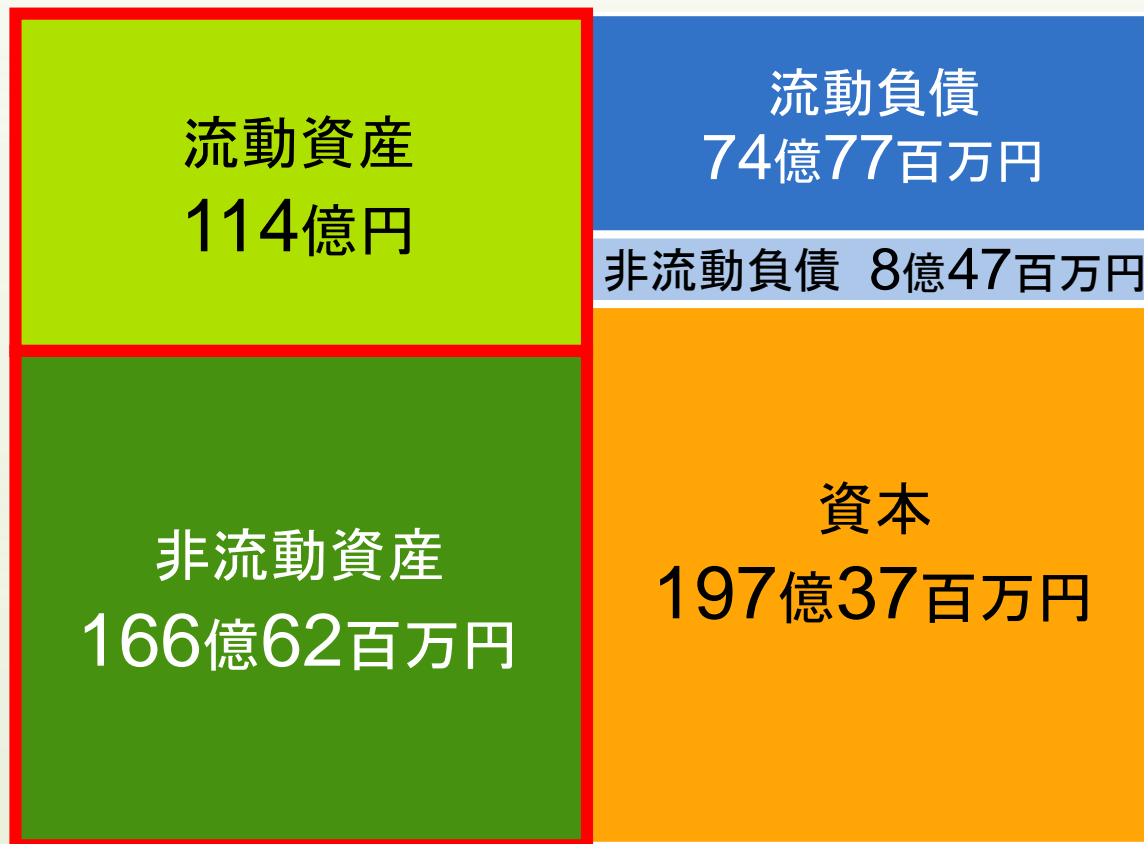 流動資産
114億円
非流動資産
166億62百万円
流動負債
74億77百万円
非流動負債 8億47百万円
資本
197億37百万円